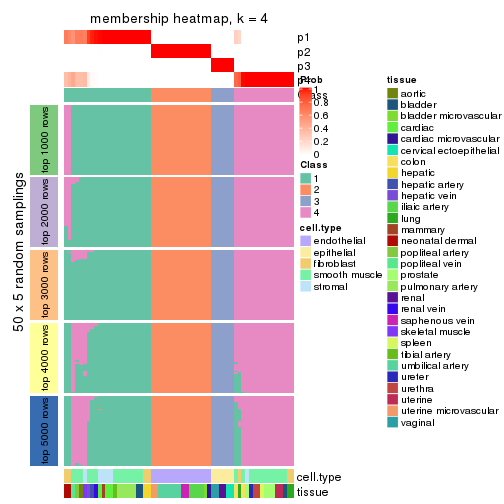 membership heatmap, k = 4
p1
p2
p3
p4
Class
50 x 5 random samplings
top 1000 rows
top 2000 rows
top 3000 rows
top 4000 rows
top 5000 rows
cell.type
tissue
Prob
1
0.8
0.6
0.4
0.2
0
Class
1
2
3
4
cell.type
endothelial
epithelial
fibroblast
smooth muscle
stromal
tissue
aortic
bladder
bladder microvascular
cardiac
cardiac microvascular
cervical ectoepithelial
colon
hepatic
hepatic artery
hepatic vein
iliaic artery
lung
mammary
neonatal dermal
popliteal artery
popliteal vein
prostate
pulmonary artery
renal
renal vein
saphenous vein
skeletal muscle
spleen
tibial artery
umbilical artery
ureter
urethra
uterine
uterine microvascular
vaginal